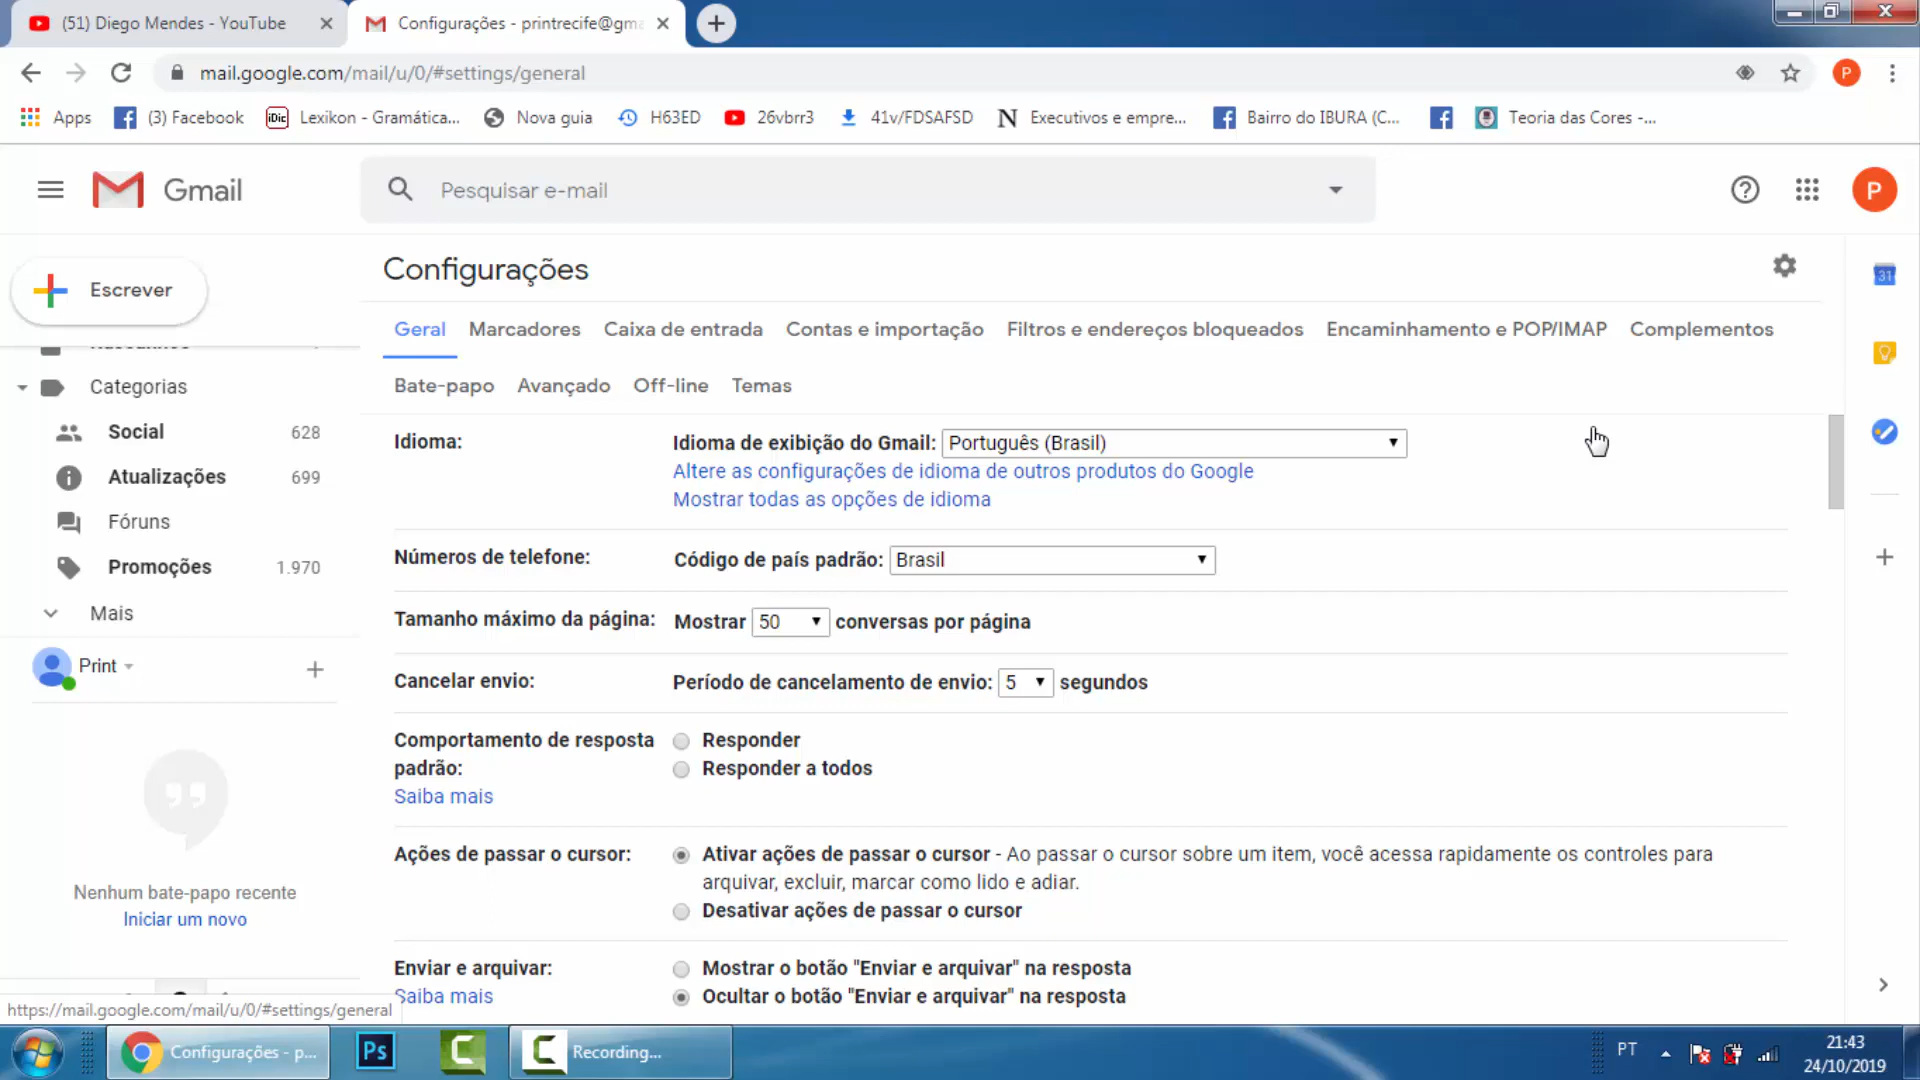 (51) Diego Mendes - YouTube
Configurações - printrecife@gm
mail.google.com/mail/u/0/#settings/general
P
Apps
(3) Facebook
iDic
Lexikon - Gramática...
Nova guia
H63ED
26vbrr3
41v/FDSAFSD
N
Executivos e empre...
Bairro do IBURA (C...
Teoria das Cores -...
Gmail
Pesquisar e-mail
P
Escrever
Configurações
31
Geral
Marcadores
Caixa de entrada
Contas e importação
Filtros e endereços bloqueados
Encaminhamento e POP/IMAP
Complementos
Bate-papo
Avançado
Off-line
Temas
Categorias
Social 628
Atualizações 699
Fóruns
Promoções 1.970
Mais
Print
Nenhum bate-papo recente
Iniciar um novo
Idioma:
Idioma de exibição do Gmail: Português (Brasil)
Altere as configurações de idioma de outros produtos do Google
Mostrar todas as opções de idioma
Números de telefone:
Código de país padrão: Brasil
Tamanho máximo da página:
Mostrar 50 conversas por página
Cancelar envio:
Período de cancelamento de envio: 5 segundos
Comportamento de resposta
padrão:
Saiba mais
Responder
Responder a todos
Ações de passar o cursor:
Ativar ações de passar o cursor - Ao passar o cursor sobre um item, você acessa rapidamente os controles para
arquivar, excluir, marcar como lido e adiar.
Desativar ações de passar o cursor
Enviar e arquivar:
Saiba mais
Mostrar o botão "Enviar e arquivar" na resposta
Ocultar o botão "Enviar e arquivar" na resposta
https://mail.google.com/mail/u/0/#settings/general
Configurações - p...
Ps
Recording...
PT
21:43
24/10/2019